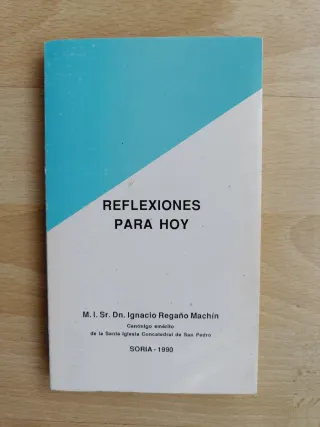 REFLEXIONES
PARA HOY
M. I. Sr. Dn. Ignacio Regaño Machín
Canónigo emérito
de la Santa Iglesia Concatedral de San Pedro
SORIA - 1990